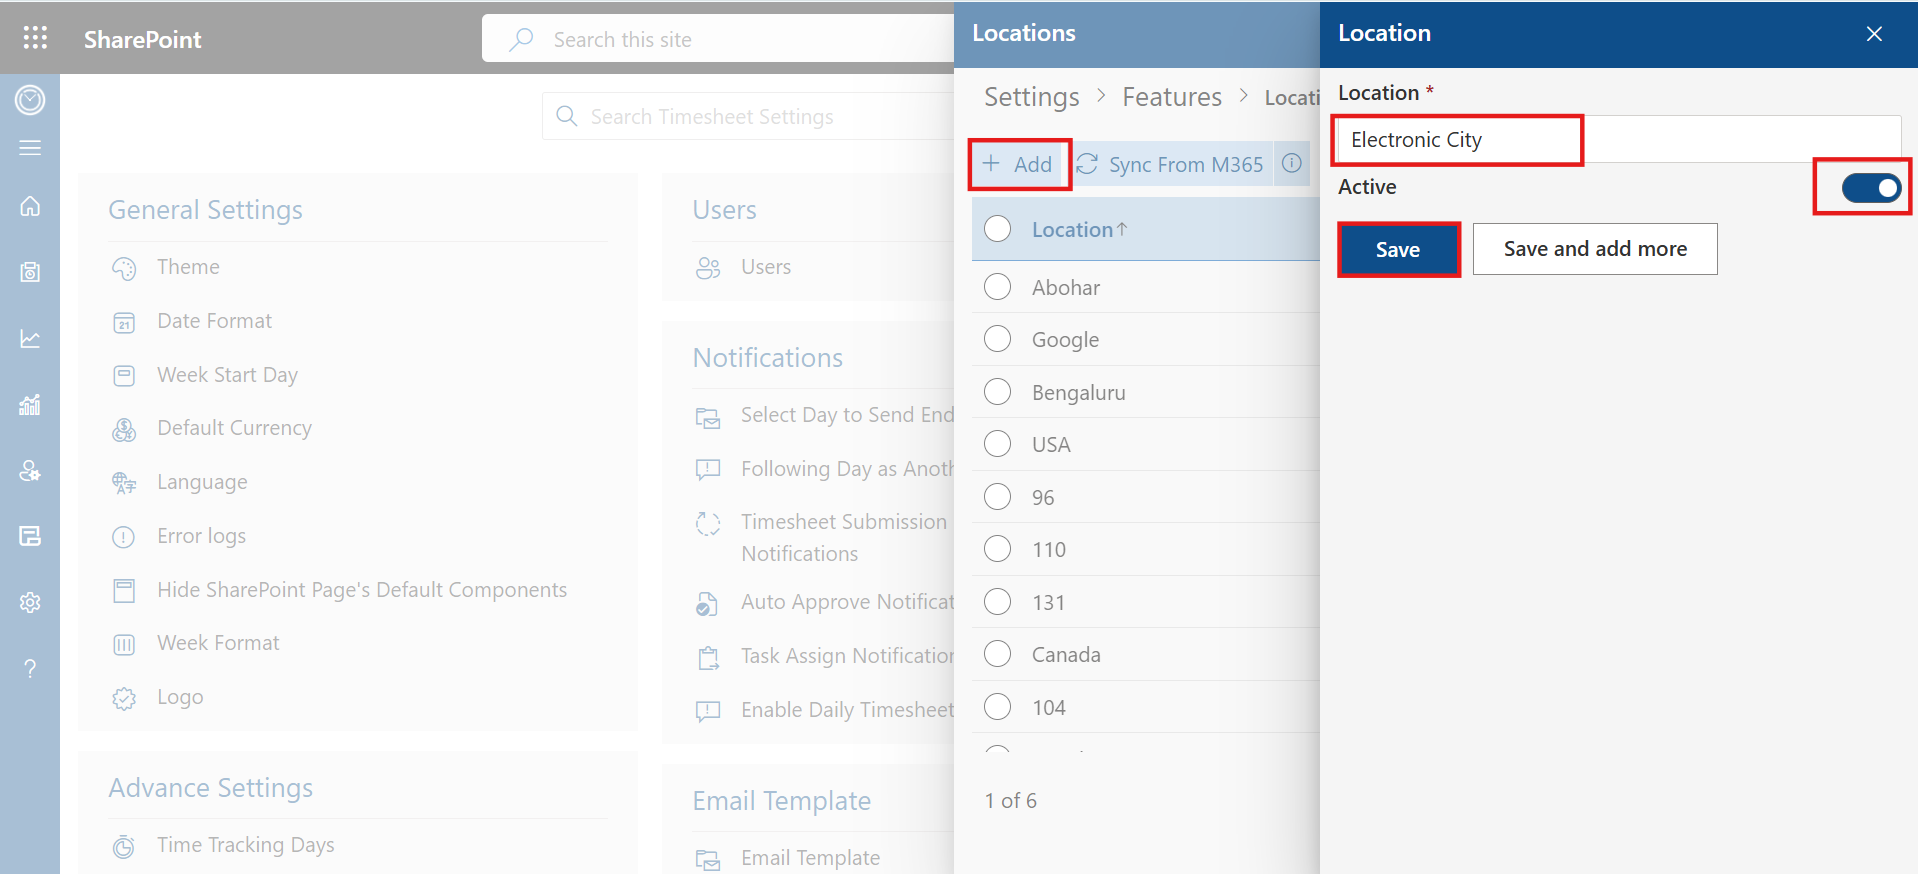 SharePoint
Search this site
Search Timesheet Settings
General Settings
Theme
21
Date Format
Week Start Day
Default Currency
Language
Error logs
Hide SharePoint Page's Default Components
Week Format
Logo
Advance Settings
Time Tracking Days
Users
Users
Notifications
Select Day to Send End
Following Day as Anoth
Timesheet Submission
Notifications
Auto Approve Notificat
Task Assign Notification
Enable Daily Timesheet
Email Template
Email Template
Locations
Settings > Features > Locati
+ Add
Sync From M365
Location↑
Abohar
Google
Bengaluru
USA
96
110
131
Canada
104
1 of 6
Location
Location *
Electronic City
Active
Save
Save and add more